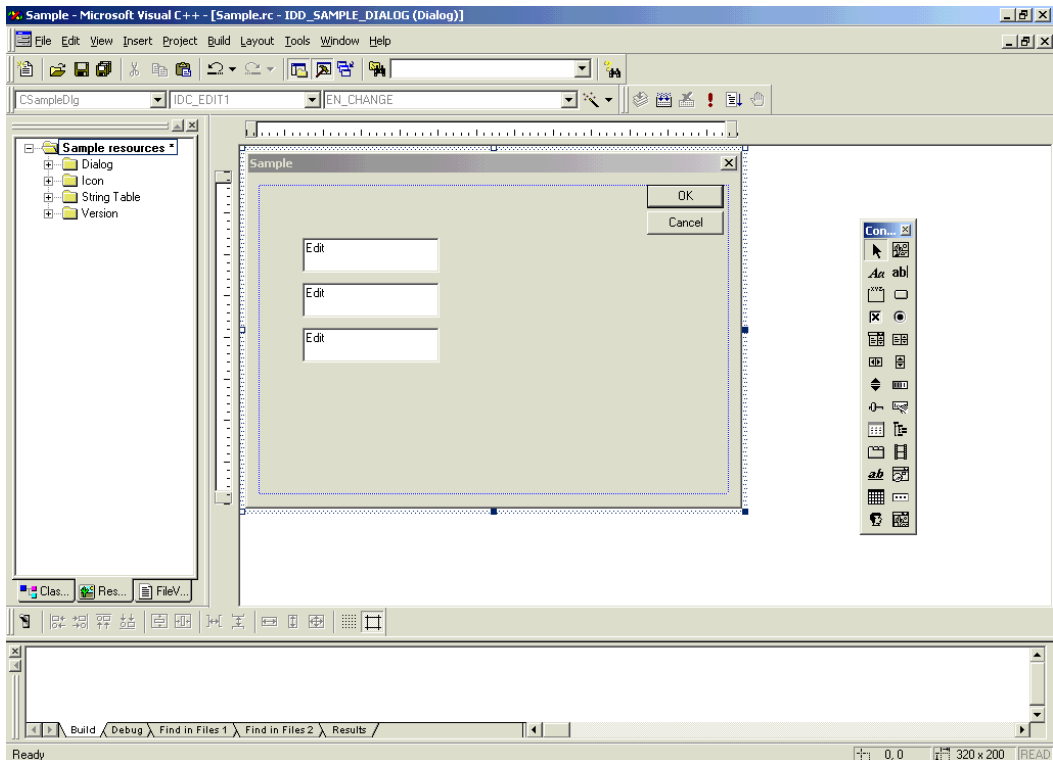 Sample - Microsoft Visual C++ - [Sample.rc - IDD_SAMPLE_DIALOG (Dialog)]
File Edit View Insert Project Build Layout Tools Window Help
CSampleDlg IDC_EDIT1 EN_CHANGE
Sample resources *
Dialog
Icon
String Table
Version
Sample
OK
Cancel
Edit
Edit
Edit
Con...
Aa ab|
xyz
ab
Clas... Res... FileV...
Build Debug Find in Files 1 Find in Files 2 Results
Ready 0, 0 320 x 200 READ